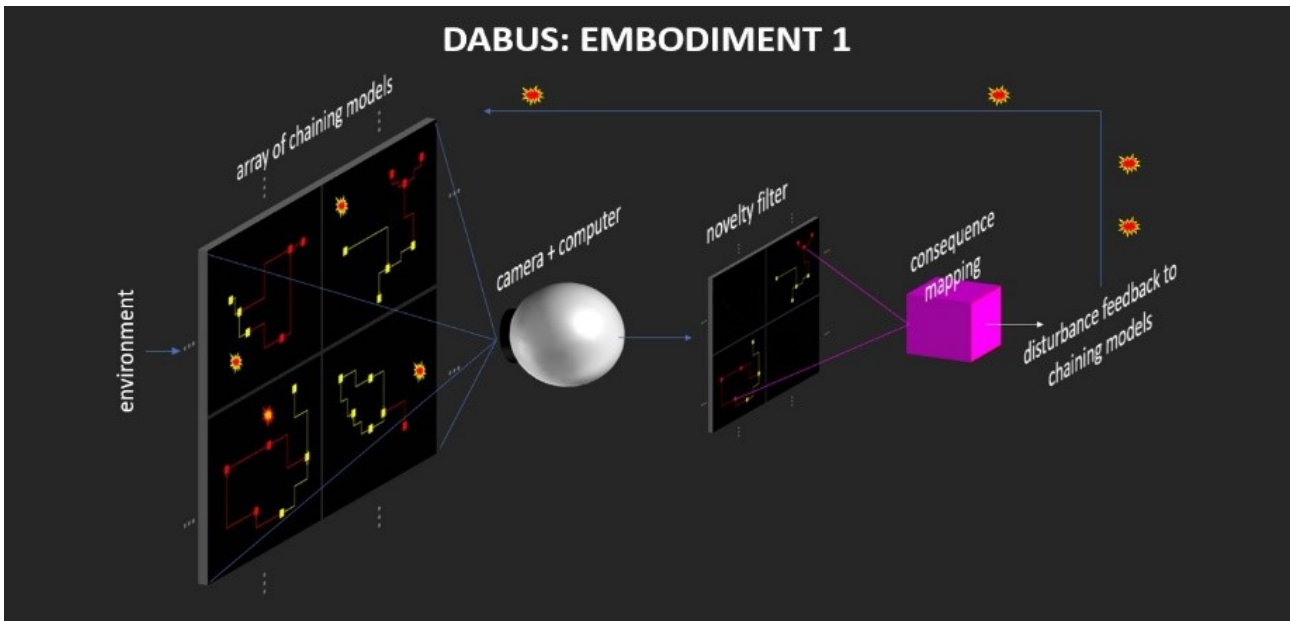 DABUS: EMBODIMENT 1
array of chaining models
environment
camera + computer
novelty filter
consequence
mapping
disturbance feedback to
chaining models